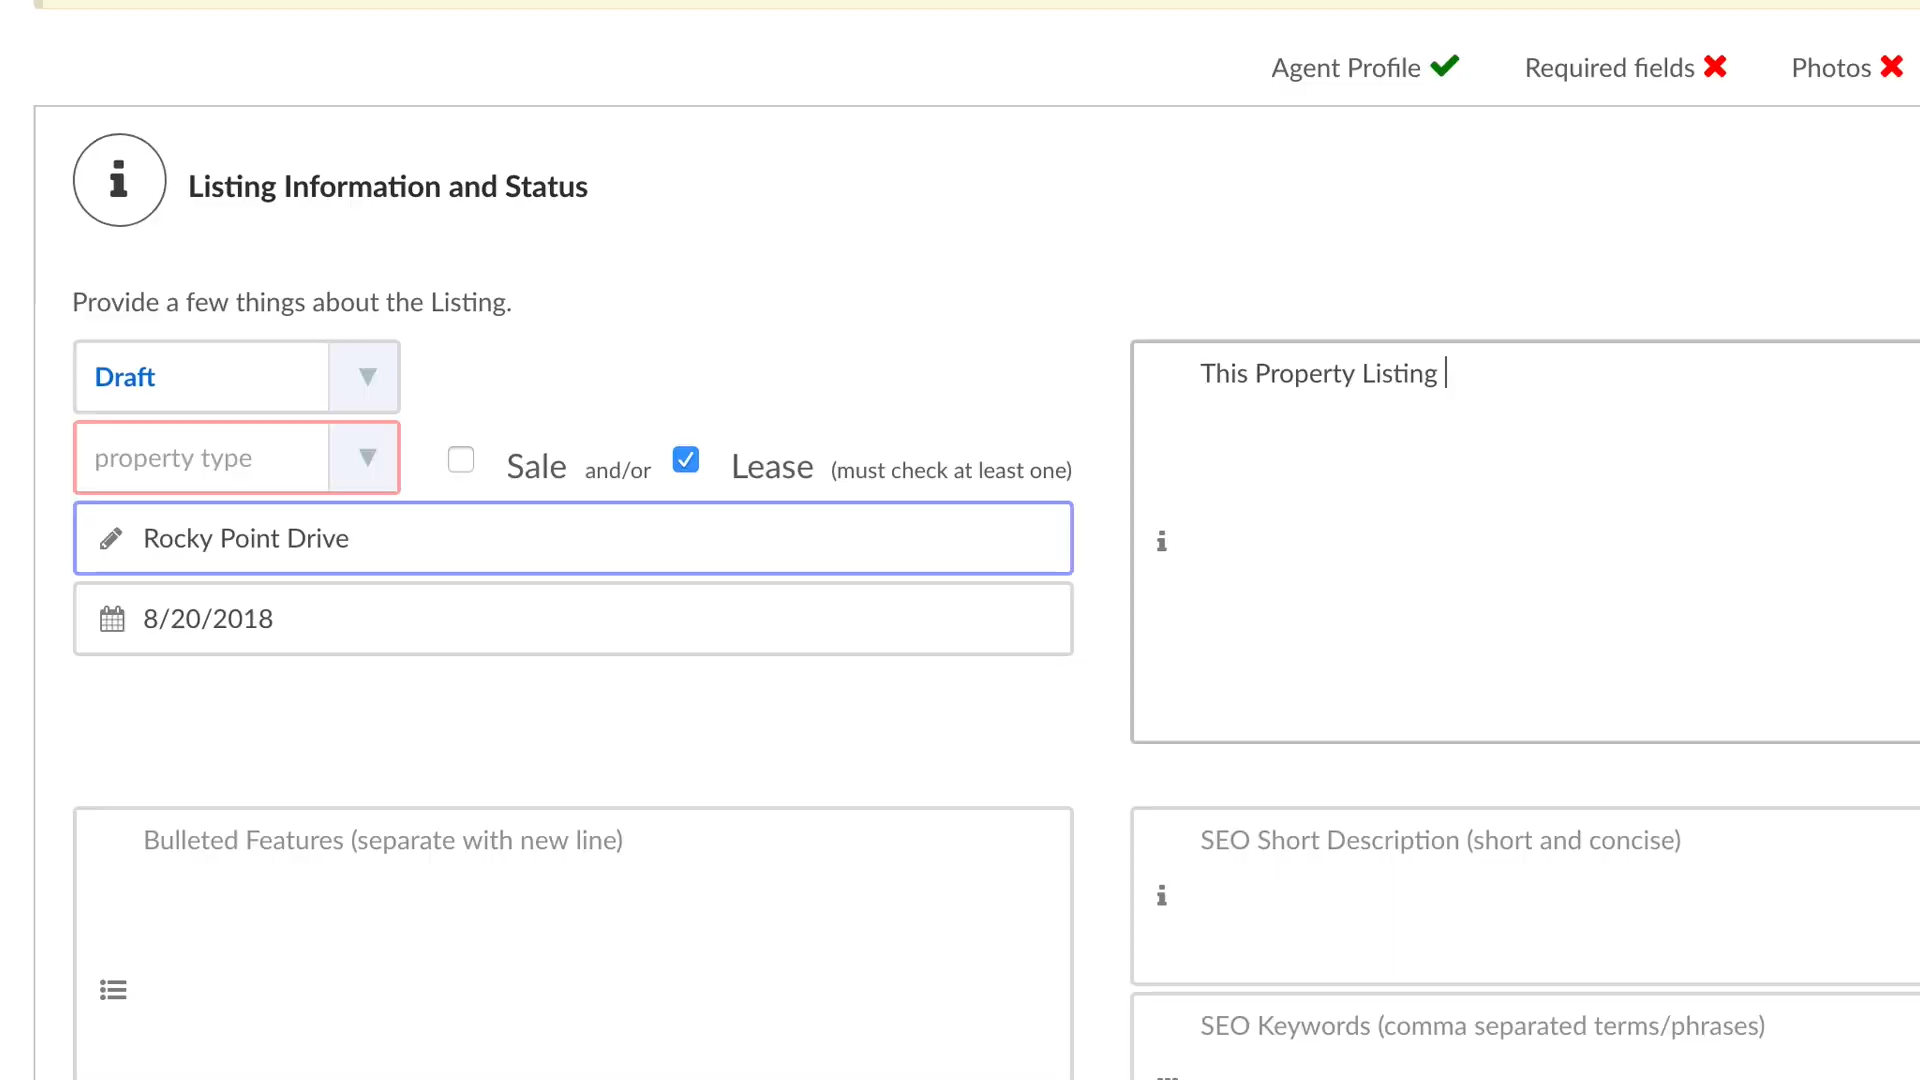 Agent Profile Required fields Photos
Listing Information and Status
Provide a few things about the Listing.
Draft
property type Sale and/or Lease (must check at least one)
Rocky Point Drive
8/20/2018
This Property Listing
Bulleted Features (separate with new line)
SEO Short Description (short and concise)
SEO Keywords (comma separated terms/phrases)